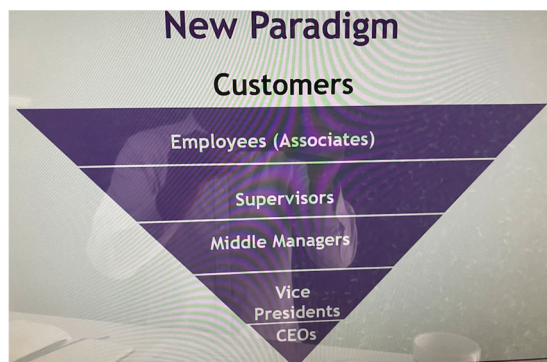 New Paradigm
Customers
Employees (Associates)
Supervisors
Middle Managers
Vice
Presidents
CEOs